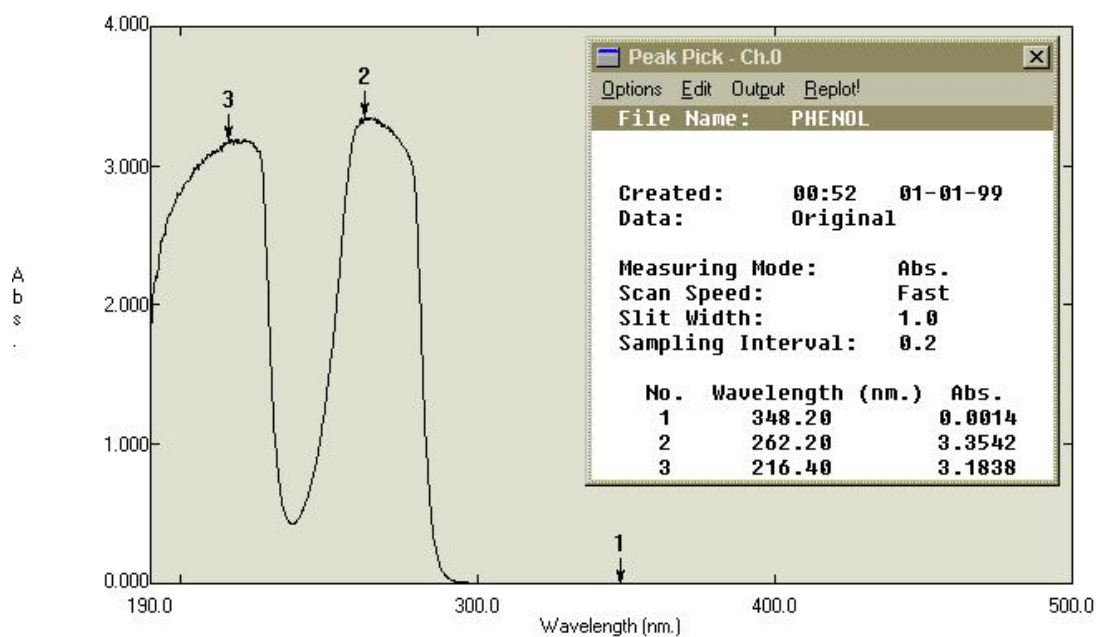 4.000
3.000
2.000
1.000
0.000
A
b
s
.
3
2
1
190.0
300.0
400.0
500.0
Wavelength (nm.)
Peak Pick - Ch.0
Options Edit Output Replot!
File Name: PHENOL
Created: 00:52 01-01-99
Data: Original
Measuring Mode: Abs.
Scan Speed: Fast
Slit Width: 1.0
Sampling Interval: 0.2
No. Wavelength (nm.) Abs.
1 348.20 0.0014
2 262.20 3.3542
3 216.40 3.1838